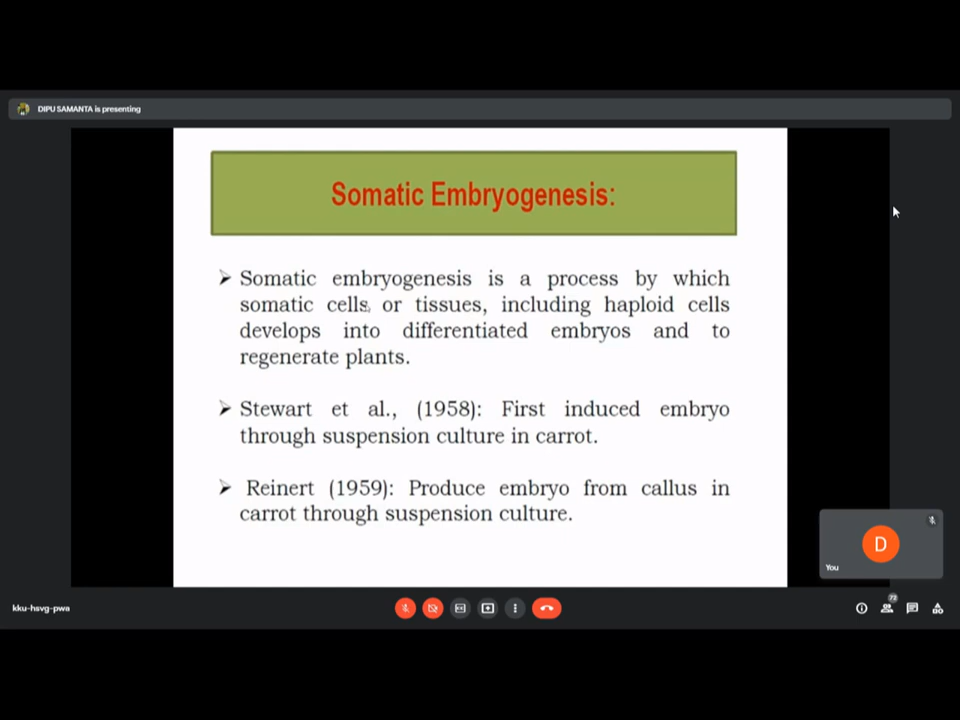 DIPU SAMANTA is presenting
Somatic Embryogenesis:
Somatic embryogenesis is a process by which
somatic cells or tissues, including haploid cells
develops into differentiated embryos and to
regenerate plants.
Stewart et al., (1958): First induced embryo
through suspension culture in carrot.
Reinert (1959): Produce embryo from callus in
carrot through suspension culture.
D
You
kku-hsvg-pwa
72